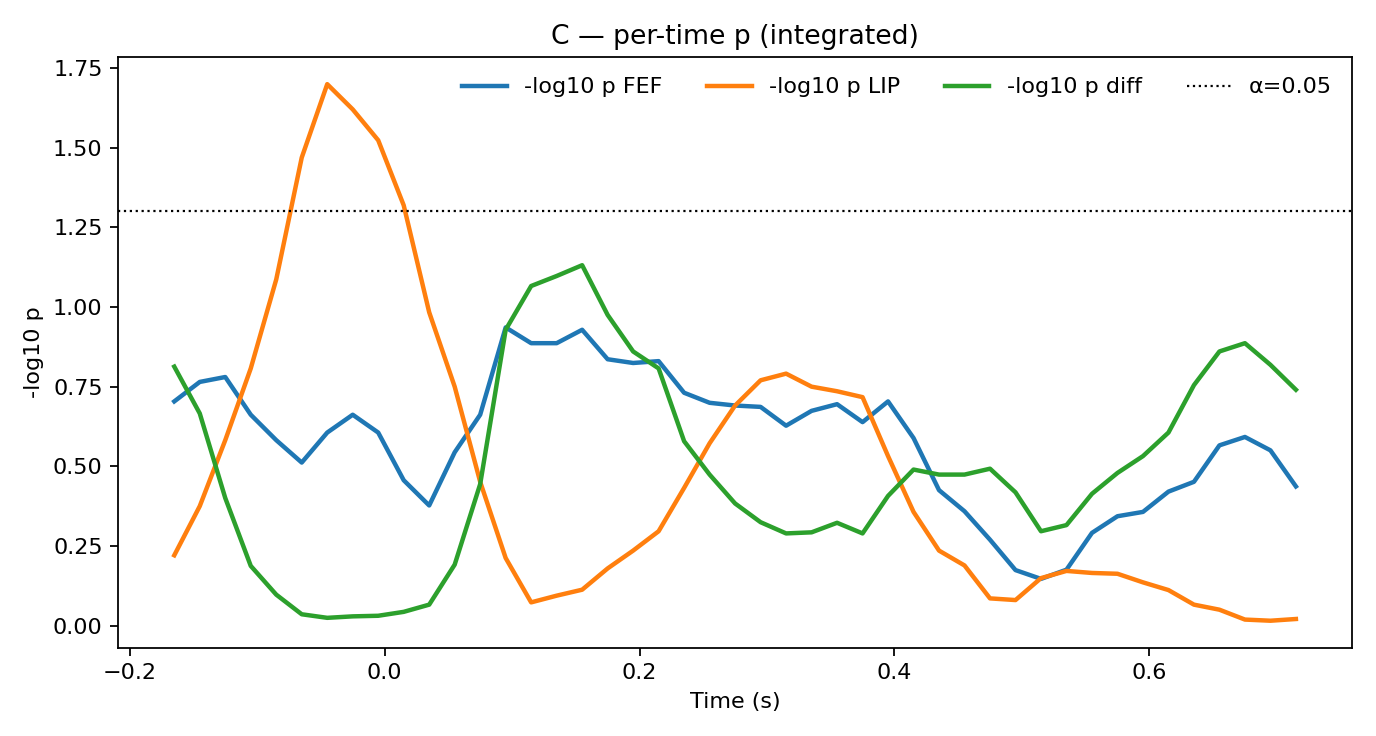 C — per-time p (integrated)
-log10 p FEF
-log10 p LIP
-log10 p diff
α=0.05
-log10 p
1.75
1.50
1.25
1.00
0.75
0.50
0.25
0.00
−0.2
0.0
0.2
0.4
0.6
Time (s)